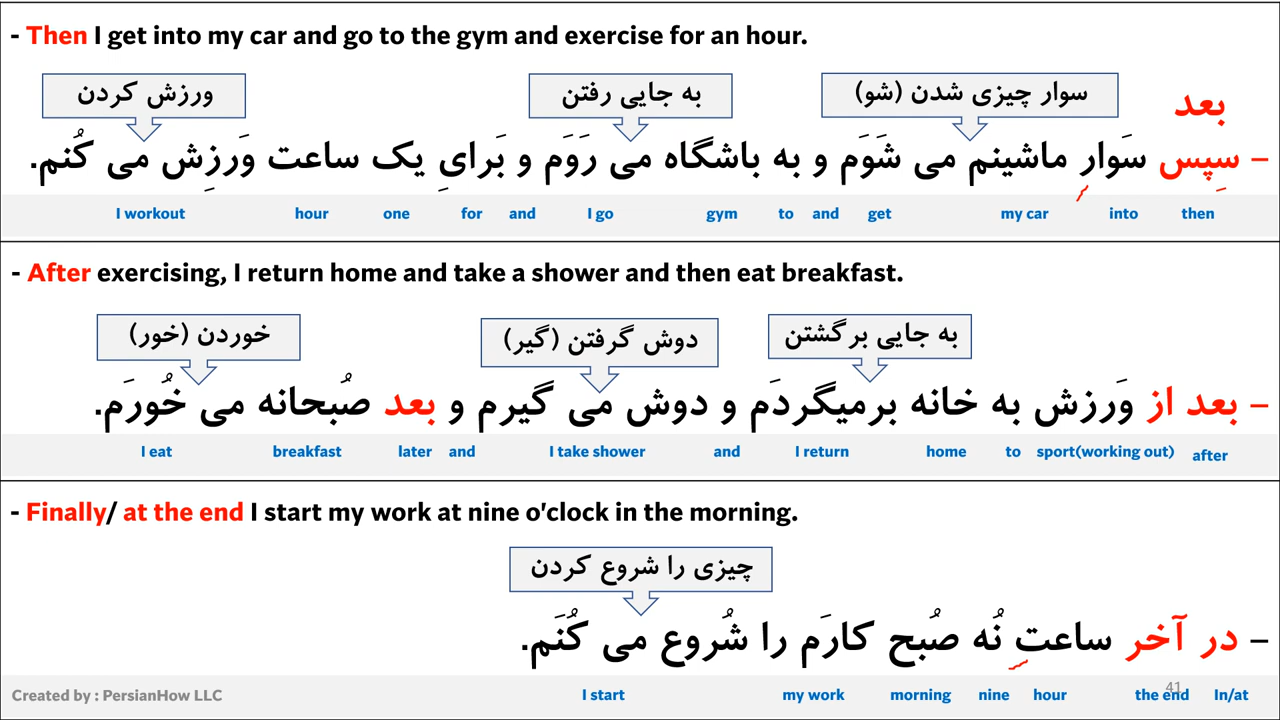 - Then I get into my car and go to the gym and exercise for an hour.
سوار چیزی شدن (شو)
به جایی رفتن
ورزش کردن
بعد
– سِپس سَوارِ ماشینم می شَوَم و به باشگاه می رَوَم و بَرایِ یک ساعت وَرزِش می کُنم.
I workout hour one for and I go gym to and get my car into then
- After exercising, I return home and take a shower and then eat breakfast.
به جایی برگشتن
دوش گرفتن (گیر)
خوردن (خور)
– بعد از وَرزش به خانه برمیگردَم و دوش می گیرم و بعد صُبحانه می خُورَم.
I eat breakfast later and I take shower and I return home to sport(working out) after
- Finally/ at the end I start my work at nine o'clock in the morning.
چیزی را شروع کردن
– در آخر ساعتِ نُه صُبح کارَم را شُروع می کُنَم.
I start my work morning nine hour the end In/at
41
Created by : PersianHow LLC